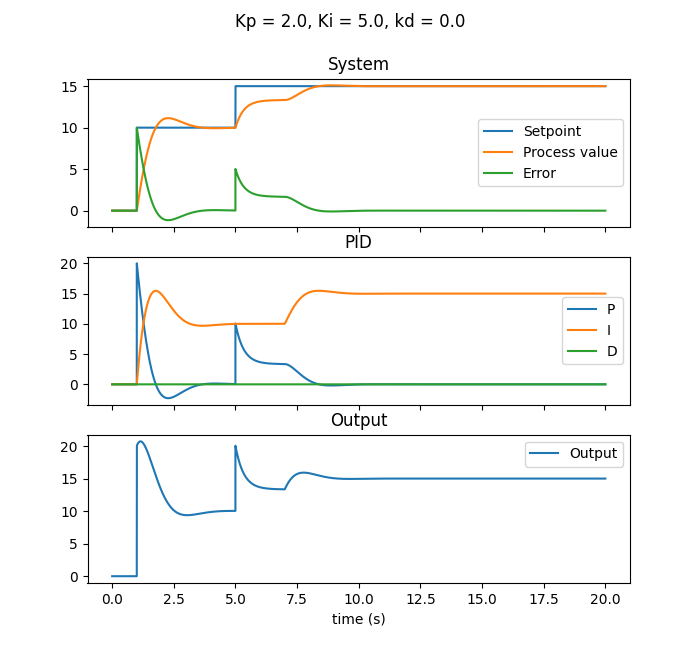 Kp = 2.0, Ki = 5.0, kd = 0.0
System
15
10
5
0
Setpoint
Process value
Error
PID
20
15
10
5
0
P
I
D
Output
20
15
10
5
0
Output
0.0 2.5 5.0 7.5 10.0 12.5 15.0 17.5 20.0
time (s)